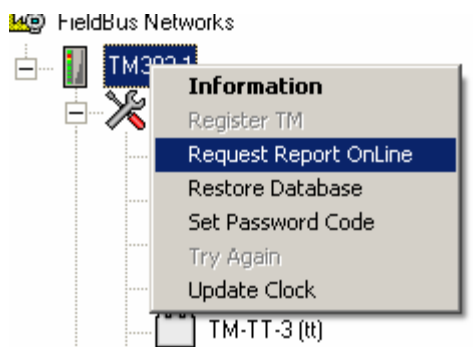 FieldBus Networks
Information
Register TM
Request Report OnLine
Restore Database
Set Password Code
Try Again
Update Clock
TM-TT-3 (tt)